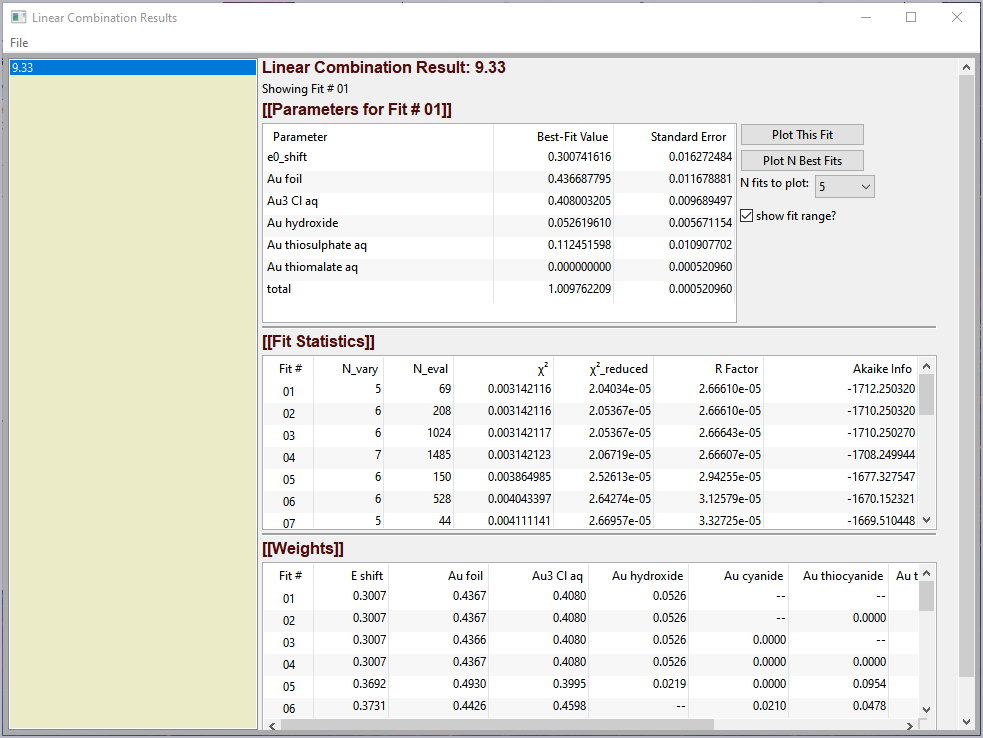 Linear Combination Results
File
9.33
Linear Combination Result: 9.33
Showing Fit # 01
[[Parameters for Fit # 01]]
Parameter Best-Fit Value Standard Error
e0_shift 0.300741616 0.016272484
Au foil 0.436687795 0.011678881
Au3 Cl aq 0.408003205 0.009689497
Au hydroxide 0.052619610 0.005671154
Au thiosulphate aq 0.112451598 0.010907702
Au thiomalate aq 0.000000000 0.000520960
total 1.009762209 0.000520960
Plot This Fit
Plot N Best Fits
N fits to plot: 5
show fit range?
[[Fit Statistics]]
Fit # N_vary N_eval χ² χ²_reduced R Factor Akaike Info
01 5 69 0.003142116 2.04034e-05 2.66610e-05 -1712.250320
02 6 208 0.003142116 2.05367e-05 2.66610e-05 -1710.250320
03 6 1024 0.003142117 2.05367e-05 2.66643e-05 -1710.250270
04 7 1485 0.003142123 2.06719e-05 2.66607e-05 -1708.249944
05 6 150 0.003864985 2.52613e-05 2.94255e-05 -1677.327547
06 6 528 0.004043397 2.64274e-05 3.12579e-05 -1670.152321
07 5 44 0.004111141 2.66957e-05 3.32725e-05 -1669.510448
[[Weights]]
Fit # E shift Au foil Au3 Cl aq Au hydroxide Au cyanide Au thiocyanide Au t
01 0.3007 0.4367 0.4080 0.0526 -- --
02 0.3007 0.4367 0.4080 0.0526 -- 0.0000
03 0.3007 0.4366 0.4080 0.0526 0.0000 --
04 0.3007 0.4367 0.4080 0.0526 0.0000 0.0000
05 0.3692 0.4930 0.3995 0.0219 0.0000 0.0954
06 0.3731 0.4426 0.4598 -- 0.0210 0.0478